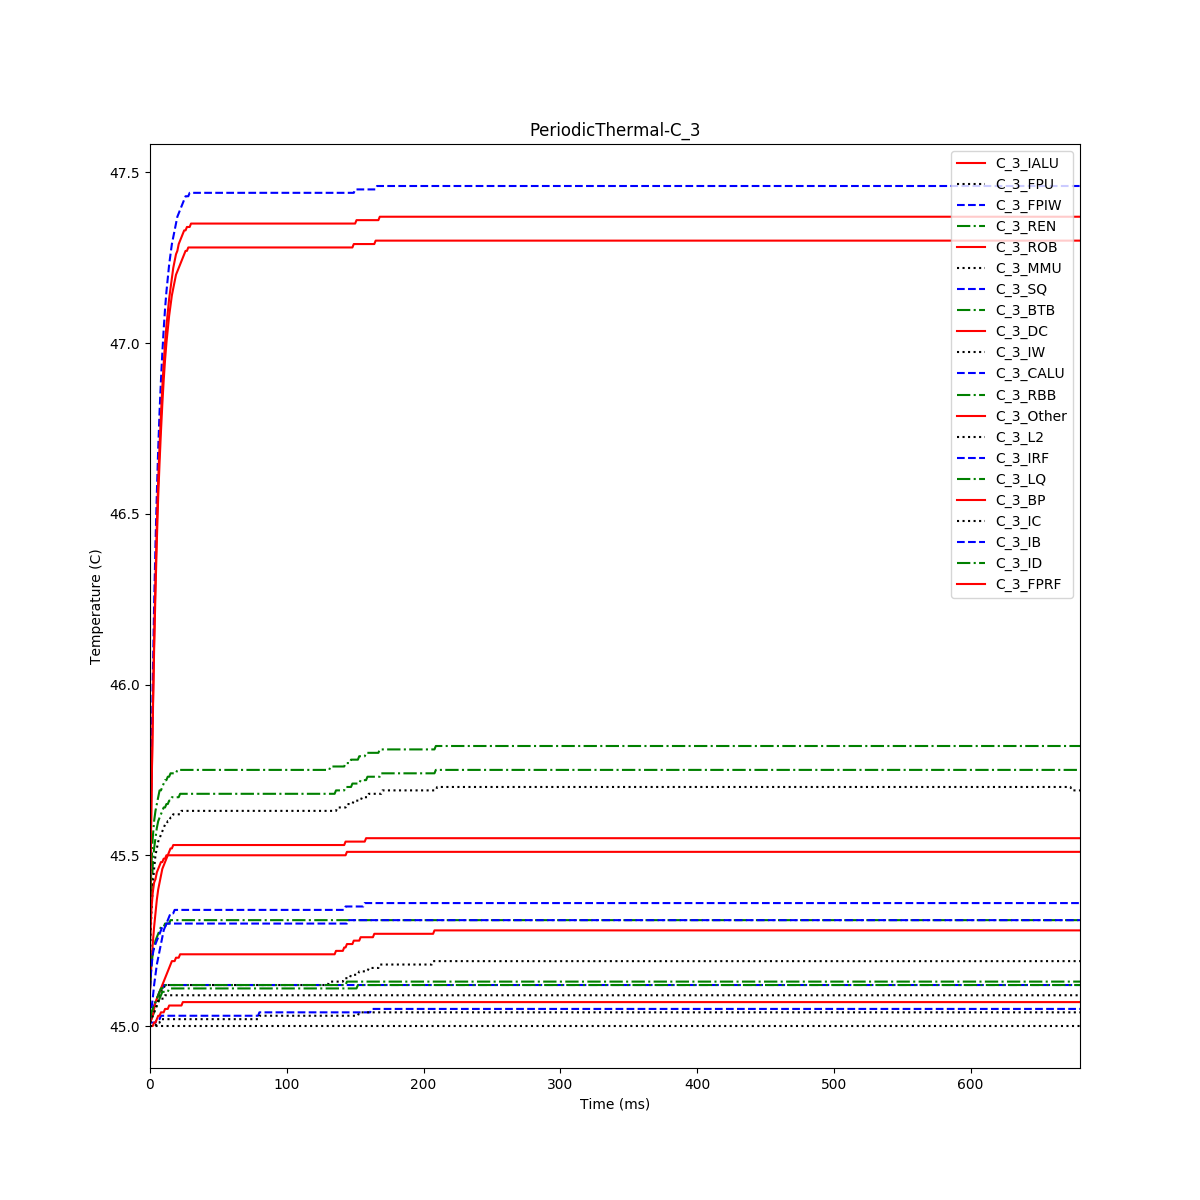 PeriodicThermal-C_3
47.5
47.0
46.5
46.0
45.5
45.0
Temperature (C)
0 100 200 300 400 500 600
Time (ms)
C_3_IALU
C_3_FPU
C_3_FPIW
C_3_REN
C_3_ROB
C_3_MMU
C_3_SQ
C_3_BTB
C_3_DC
C_3_IW
C_3_CALU
C_3_RBB
C_3_Other
C_3_L2
C_3_IRF
C_3_LQ
C_3_BP
C_3_IC
C_3_IB
C_3_ID
C_3_FPRF